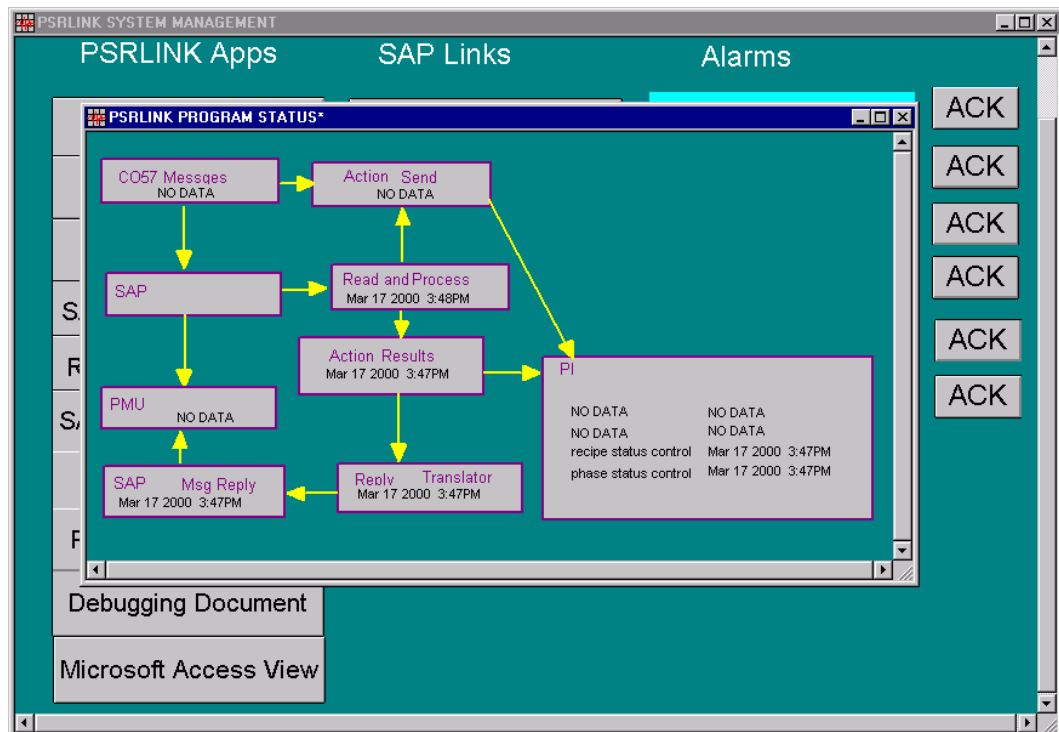 PSRLINK SYSTEM MANAGEMENT
PSRLINK Apps
SAP Links
Alarms
ACK
ACK
ACK
ACK
ACK
ACK
PSRLINK PROGRAM STATUS*
CO57 Messqes
NO DATA
Action Send
NO DATA
SAP
Read and Process
Mar 17 2000 3:48PM
Action Results
Mar 17 2000 3:47PM
PI
NO DATA NO DATA
NO DATA NO DATA
recipe status control Mar 17 2000 3:47PM
phase status control Mar 17 2000 3:47PM
PMU
NO DATA
SAP Msg Reply
Mar 17 2000 3:47PM
Reply Translator
Mar 17 2000 3:47PM
Debugging Document
Microsoft Access View